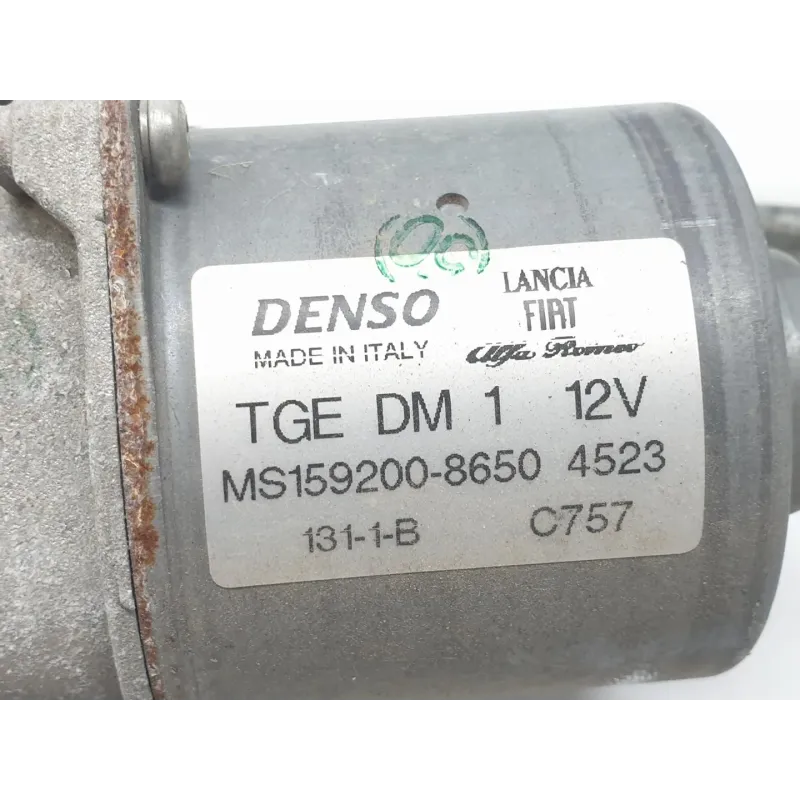 DENSO
LANCIA
FIAT
MADE IN ITALY
Alfa Romeo
TGE DM 1 12V
MS159200-8650 4523
131-1-B C757